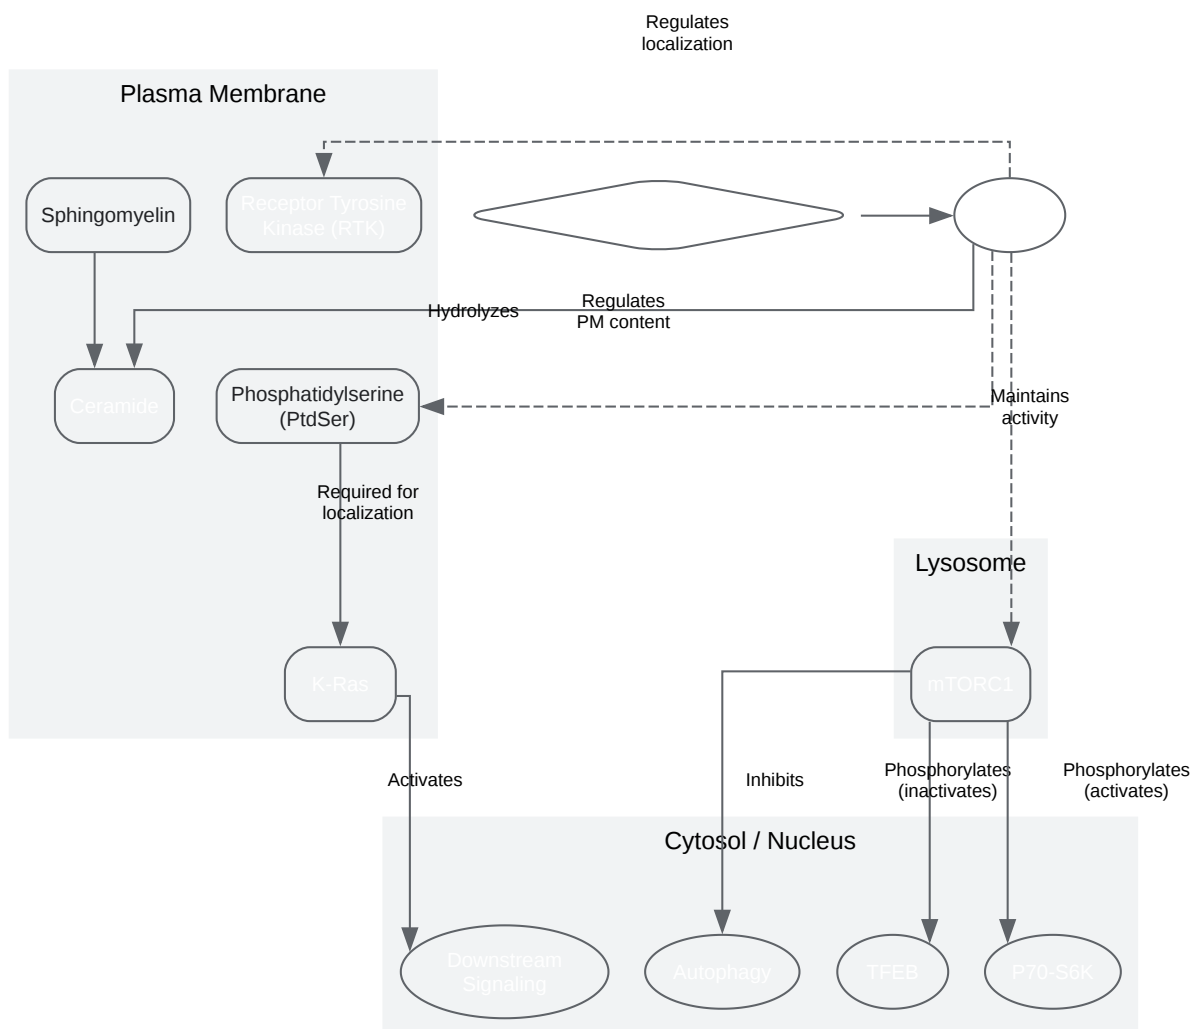 Regulates
localization
Plasma Membrane
Sphingomyelin
Receptor Tyrosine
Kinase (RTK)
Hydrolyzes
Regulates
PM content
Ceramide
Phosphatidylserine
(PtdSer)
Maintains
activity
Required for
localization
Lysosome
K-Ras
mTORC1
Activates
Inhibits
Phosphorylates
(inactivates)
Phosphorylates
(activates)
Cytosol / Nucleus
Downstream
Signaling
Autophagy
TFEB
P70-S6K